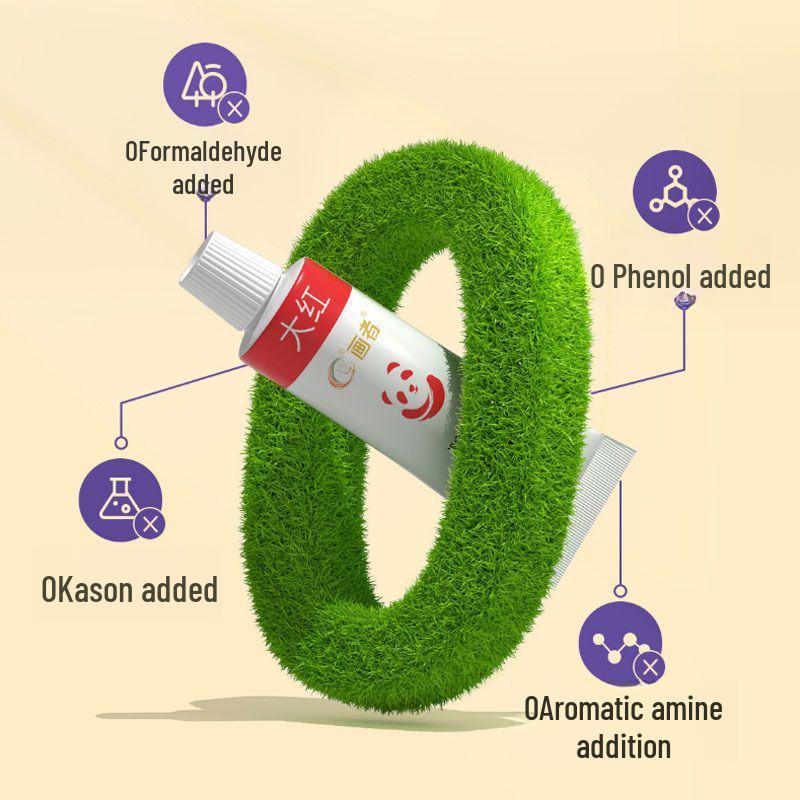 0Formaldehyde
added
0 Phenol added
大红
画者
®
®
0Kason added
0Aromatic amine
addition